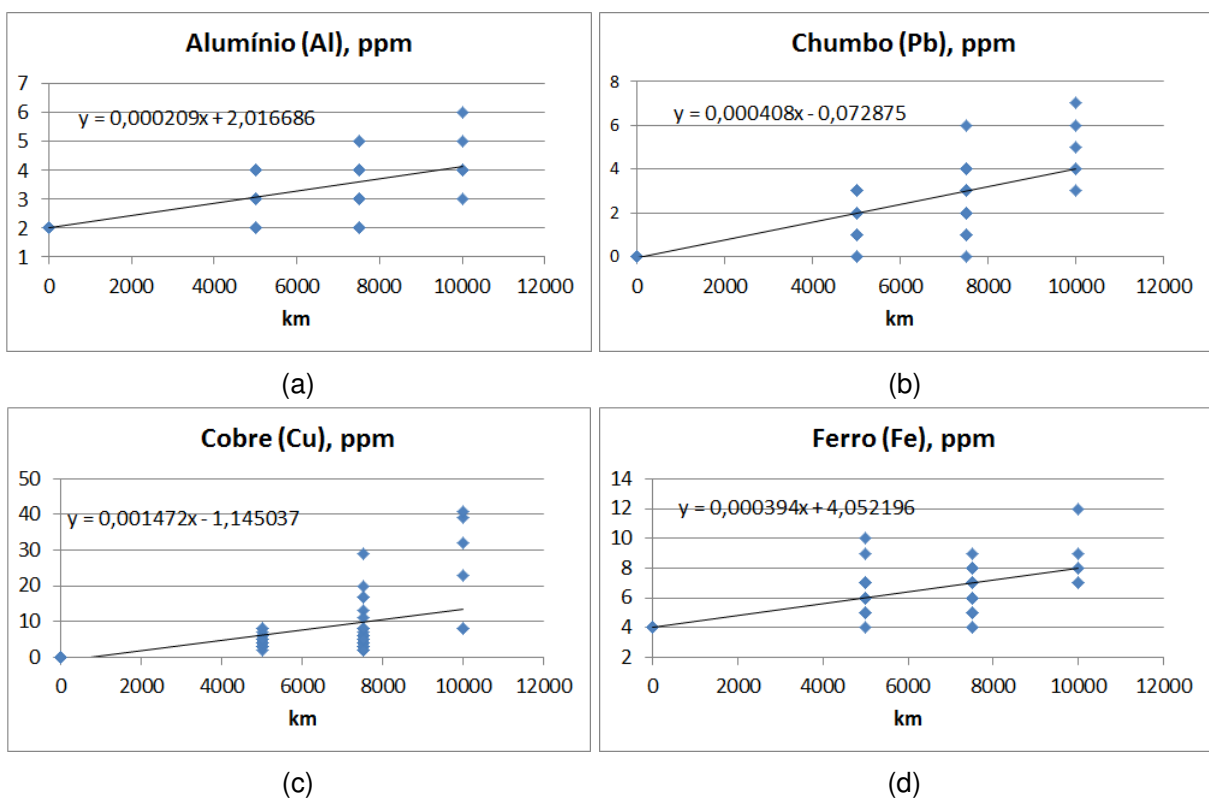 Alumínio (Al), ppm
7
6
5
4
3
2
1
y = 0,000209x + 2,016686
0 2000 4000 6000 8000 10000 12000
km
(a)
Chumbo (Pb), ppm
8
6
4
2
0
y = 0,000408x - 0,072875
0 2000 4000 6000 8000 10000 12000
km
(b)
Cobre (Cu), ppm
50
40
30
20
10
0
y = 0,001472x - 1,145037
0 2000 4000 6000 8000 10000 12000
km
(c)
Ferro (Fe), ppm
14
12
10
8
6
4
2
y = 0,000394x + 4,052196
0 2000 4000 6000 8000 10000 12000
km
(d)